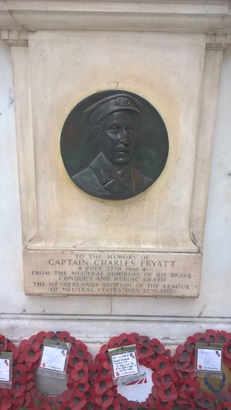 TO THE MEMORY OF
CAPTAIN CHARLES FRYATT
JULY 27TH 1916
FROM THE NEUTRAL ADMIRERS OF HIS BRAVE
CONDUCT AND HEROIC DEATH
THE NETHERLANDS SECTION OF THE LEAGUE
OF NEUTRAL STATES JULY 27TH 1917